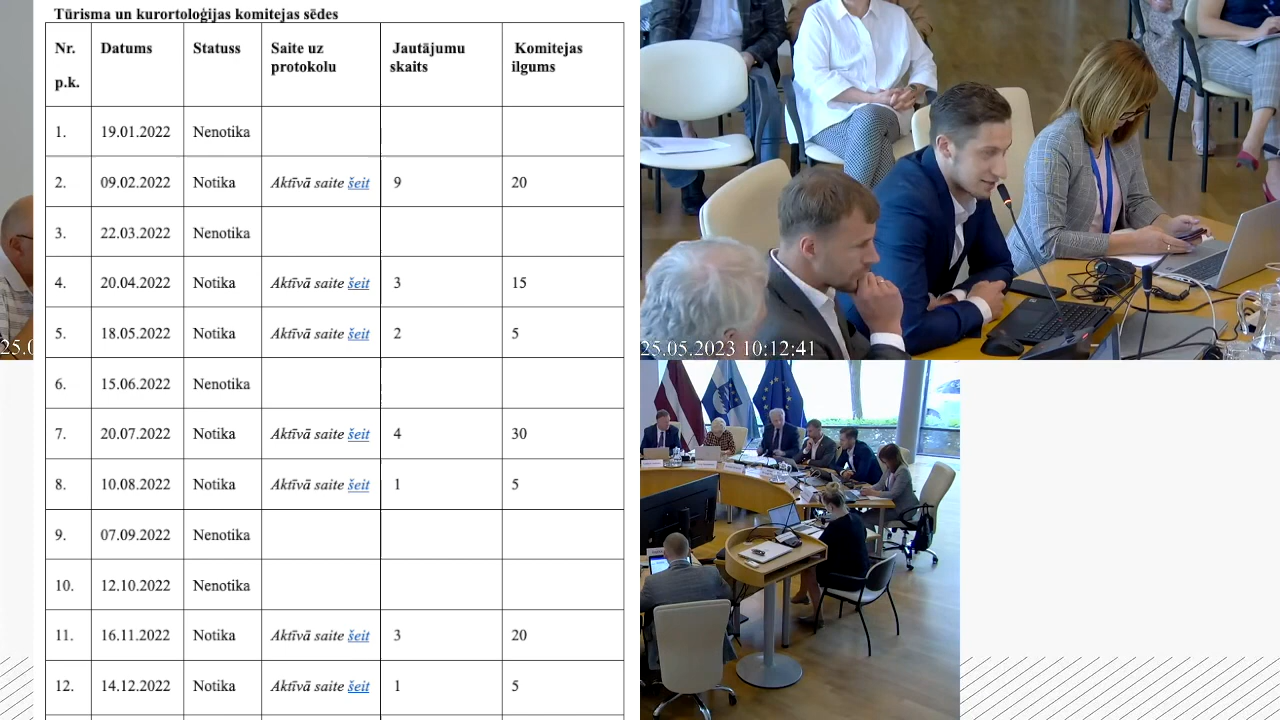 Tūrisma un kurortoloģijas komitejas sēdes
Nr. p.k. Datums Statuss Saite uz protokolu Jautājumu skaits Komitejas ilgums
1. 19.01.2022 Nenotika
2. 09.02.2022 Notika Aktīvā saite šeit 9 20
3. 22.03.2022 Nenotika
4. 20.04.2022 Notika Aktīvā saite šeit 3 15
5. 18.05.2022 Notika Aktīvā saite šeit 2 5
6. 15.06.2022 Nenotika
7. 20.07.2022 Notika Aktīvā saite šeit 4 30
8. 10.08.2022 Notika Aktīvā saite šeit 1 5
9. 07.09.2022 Nenotika
10. 12.10.2022 Nenotika
11. 16.11.2022 Notika Aktīvā saite šeit 3 20
12. 14.12.2022 Notika Aktīvā saite šeit 1 5
25.0
25.05.2023 10:12:41